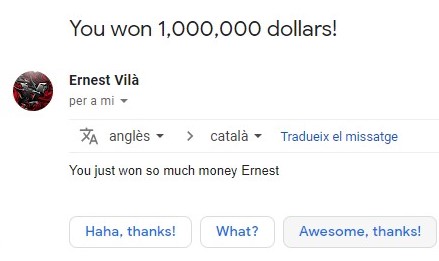 You won 1,000,000 dollars!
Ernest Vilà
per a mi
anglès > català Tradueix el missatge
You just won so much money Ernest
Haha, thanks! What? Awesome, thanks!